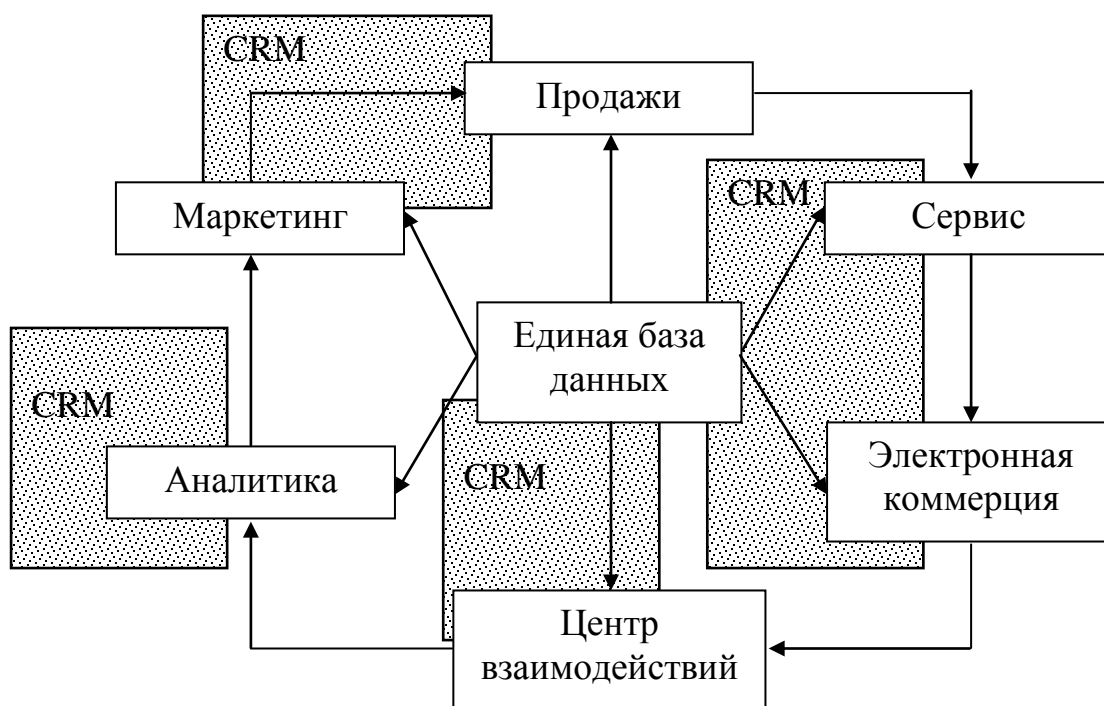 CRM
Продажи
Маркетинг
CRM
Сервис
Единая база
данных
CRM
Аналитика
CRM
Электронная
коммерция
Центр
взаимодействий